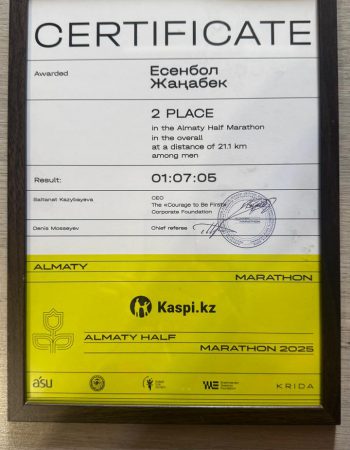 CERTIFICATE
Awarded
Есенбол
Жаңабек
2 PLACE
in the Almaty Half Marathon
in the overall
at a distance of 21.1 km
among men
Result:
01:07:05
Saltanat Kazybayeva
CEO
The «Courage to Be First»
Corporate Foundation
Denis Mosseyev
Chief referee
ALMATY
MARATHON
Kaspi.kz
ALMATY HALF
MARATHON 2025
a'su
KRIDA